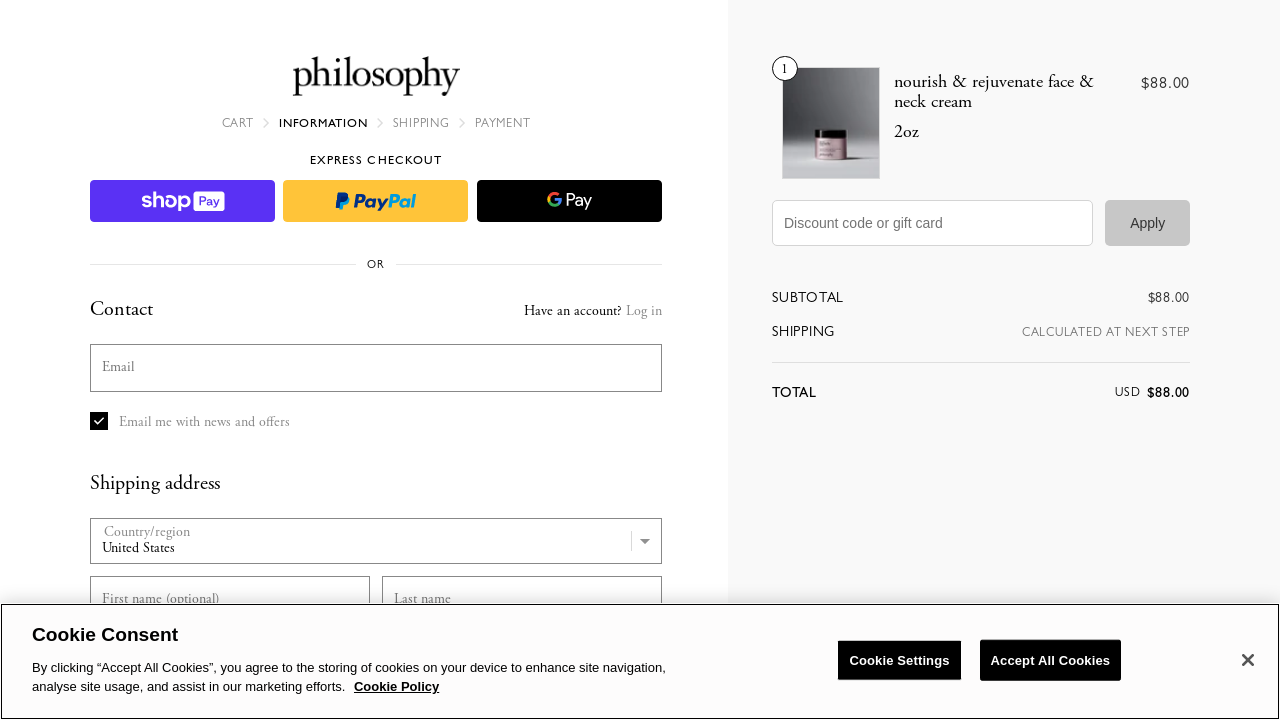 philosophy
CART
INFORMATION
SHIPPING
PAYMENT
EXPRESS CHECKOUT
shop Pay
PayPal
G Pay
OR
Contact
Have an account? Log in
Email
Email me with news and offers
Shipping address
Country/region
United States
First name (optional)
Last name
1
nourish & rejuvenate face &
neck cream
2oz
$88.00
Discount code or gift card
Apply
SUBTOTAL
$88.00
SHIPPING
CALCULATED AT NEXT STEP
TOTAL
USD $88.00
Cookie Consent
By clicking “Accept All Cookies”, you agree to the storing of cookies on your device to enhance site navigation,
analyse site usage, and assist in our marketing efforts. Cookie Policy
Cookie Settings
Accept All Cookies